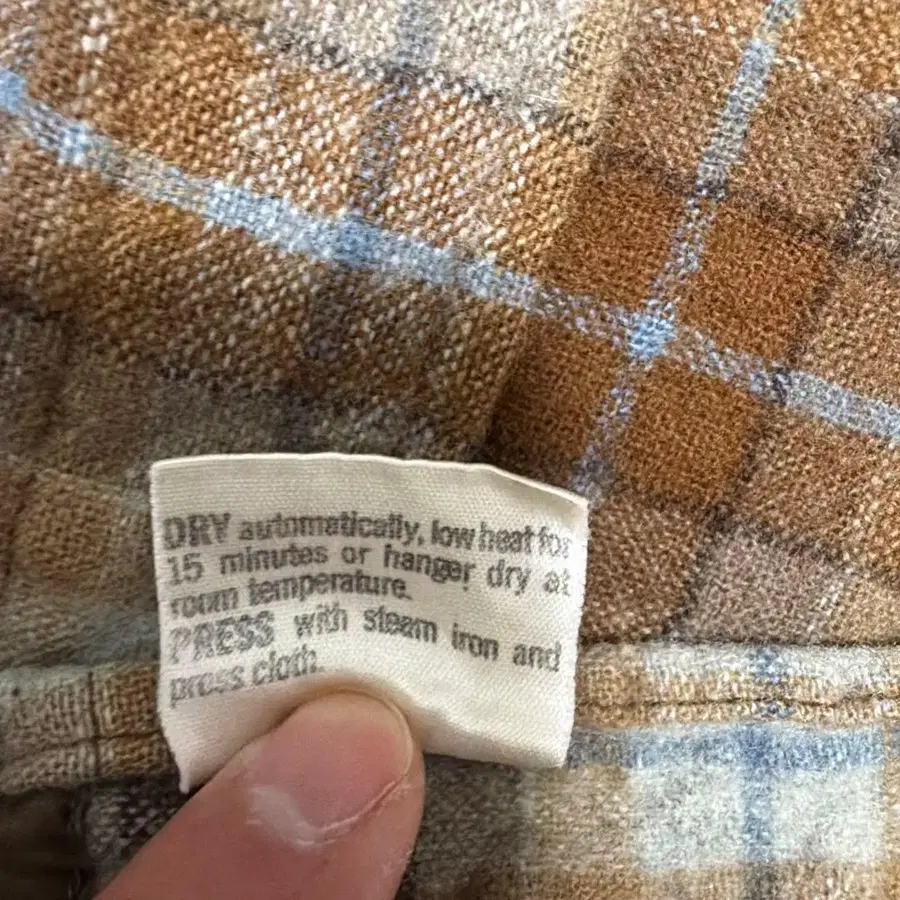 DRY automatically, low heat for
15 minutes or hanger dry at
room temperature.
PRESS with steam iron and
press cloth.